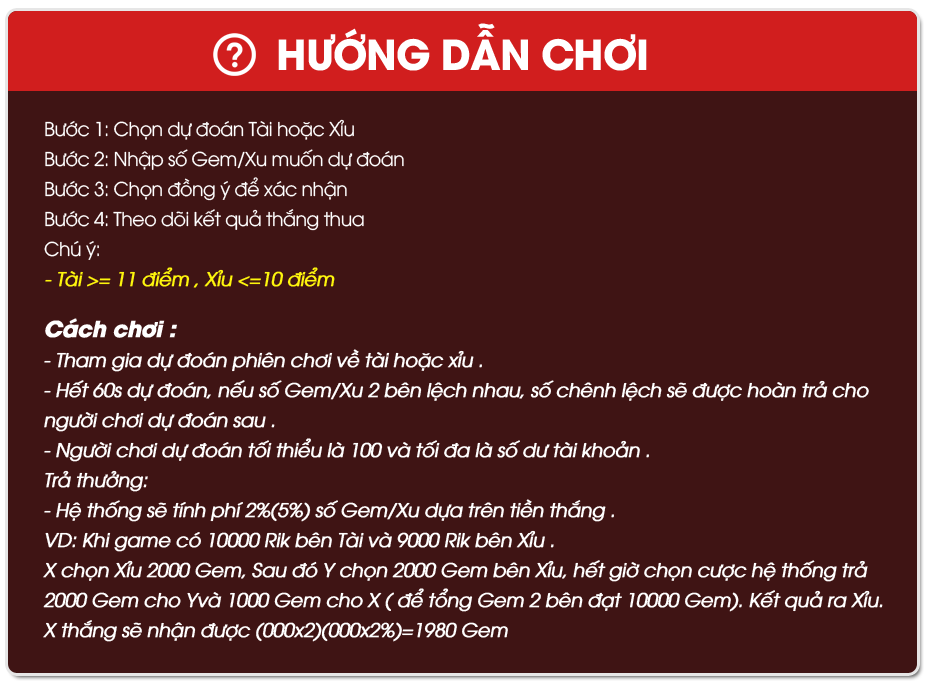 HƯỚNG DẪN CHƠI
Bước 1: Chọn dự đoán Tài hoặc Xỉu
Bước 2: Nhập số Gem/Xu muốn dự đoán
Bước 3: Chọn đồng ý để xác nhận
Bước 4: Theo dõi kết quả thắng thua
Chú ý:
- Tài >= 11 điểm , Xỉu <=10 điểm
Cách chơi :
- Tham gia dự đoán phiên chơi về tài hoặc xỉu .
- Hết 60s dự đoán, nếu số Gem/Xu 2 bên lệch nhau, số chênh lệch sẽ được hoàn trả cho
người chơi dự đoán sau .
- Người chơi dự đoán tối thiểu là 100 và tối đa là số dư tài khoản .
Trả thưởng:
- Hệ thống sẽ tính phí 2%(5%) số Gem/Xu dựa trên tiền thắng .
VD: Khi game có 10000 Rik bên Tài và 9000 Rik bên Xỉu .
X chọn Xỉu 2000 Gem, Sau đó Y chọn 2000 Gem bên Xỉu, hết giờ chọn cược hệ thống trả
2000 Gem cho Yvà 1000 Gem cho X ( để tổng Gem 2 bên đạt 10000 Gem). Kết quả ra Xỉu.
X thắng sẽ nhận được (000x2)(000x2%)=1980 Gem